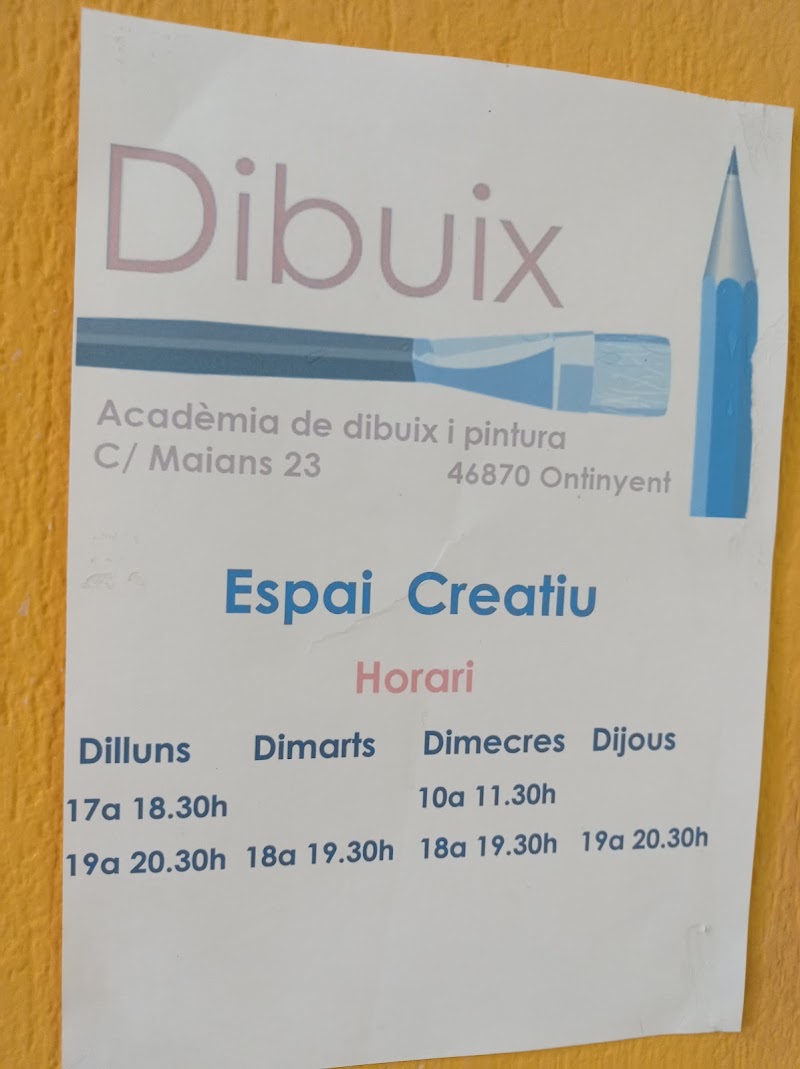 Dibuix
Acadèmia de dibuix i pintura
C/ Maians 23 46870 Ontinyent
Espai Creatiu
Horari
Dilluns Dimarts Dimecres Dijous
17a 18.30h 10a 11.30h
19a 20.30h 18a 19.30h 18a 19.30h 19a 20.30h